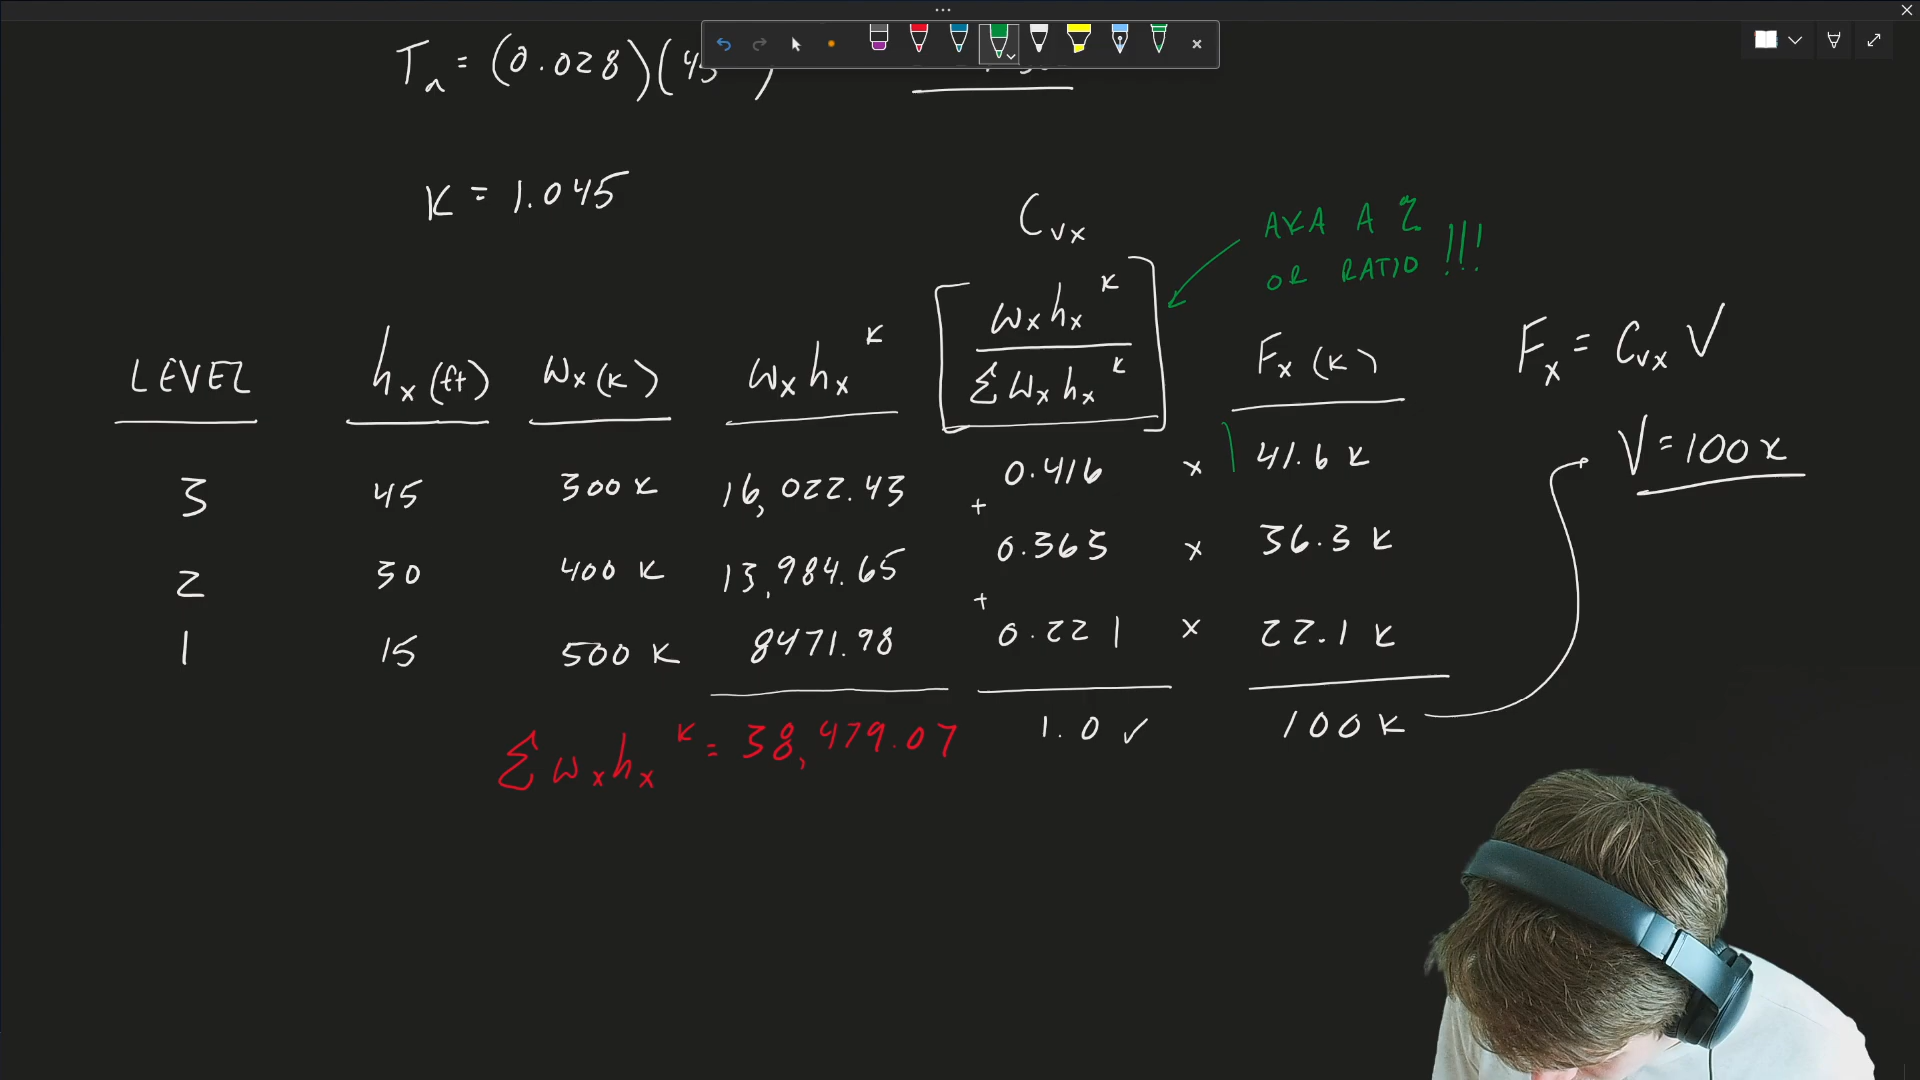 Ta = (0.028)(45
K = 1.045
Cvx
AKA A %
OR RATIO !!!
LEVEL hx (ft) Wx (K) Wx hx^K [Wx hx^K / Σ Wx hx^K] Fx (K)
Fx = Cvx V
V = 100K
3 45 300K 16,022.43 0.416 x 41.6 K
+
2 30 400 K 13,984.65 0.363 x 36.3 K
+
1 15 500 K 8471.98 0.221 x 22.1 K
Σ Wx hx^K = 38,479.07 1.0 ✓ 100 K